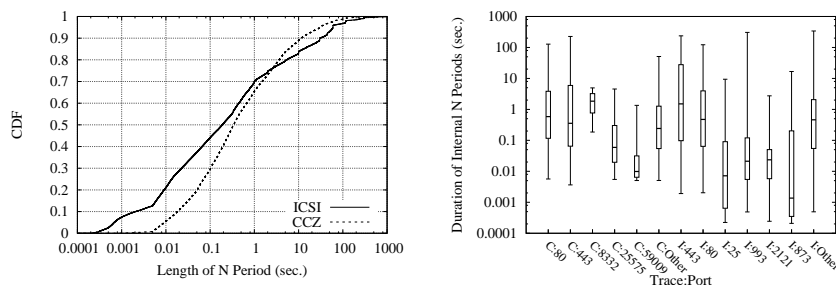 1
0.9
0.8
0.7
0.6
0.5
0.4
0.3
0.2
0.1
0
CDF
ICSI
CCZ
0.0001 0.001 0.01 0.1 1 10 100 1000
Length of N Period (sec.)
Duration of Internal N Periods (sec.)
1000
100
10
1
0.1
0.01
0.001
0.0001
C:80
C:443
C:8332
C:25575
C:59009
C:Other
I:443
I:80
I:25
I:993
I:2121
I:873
I:Other
Trace:Port